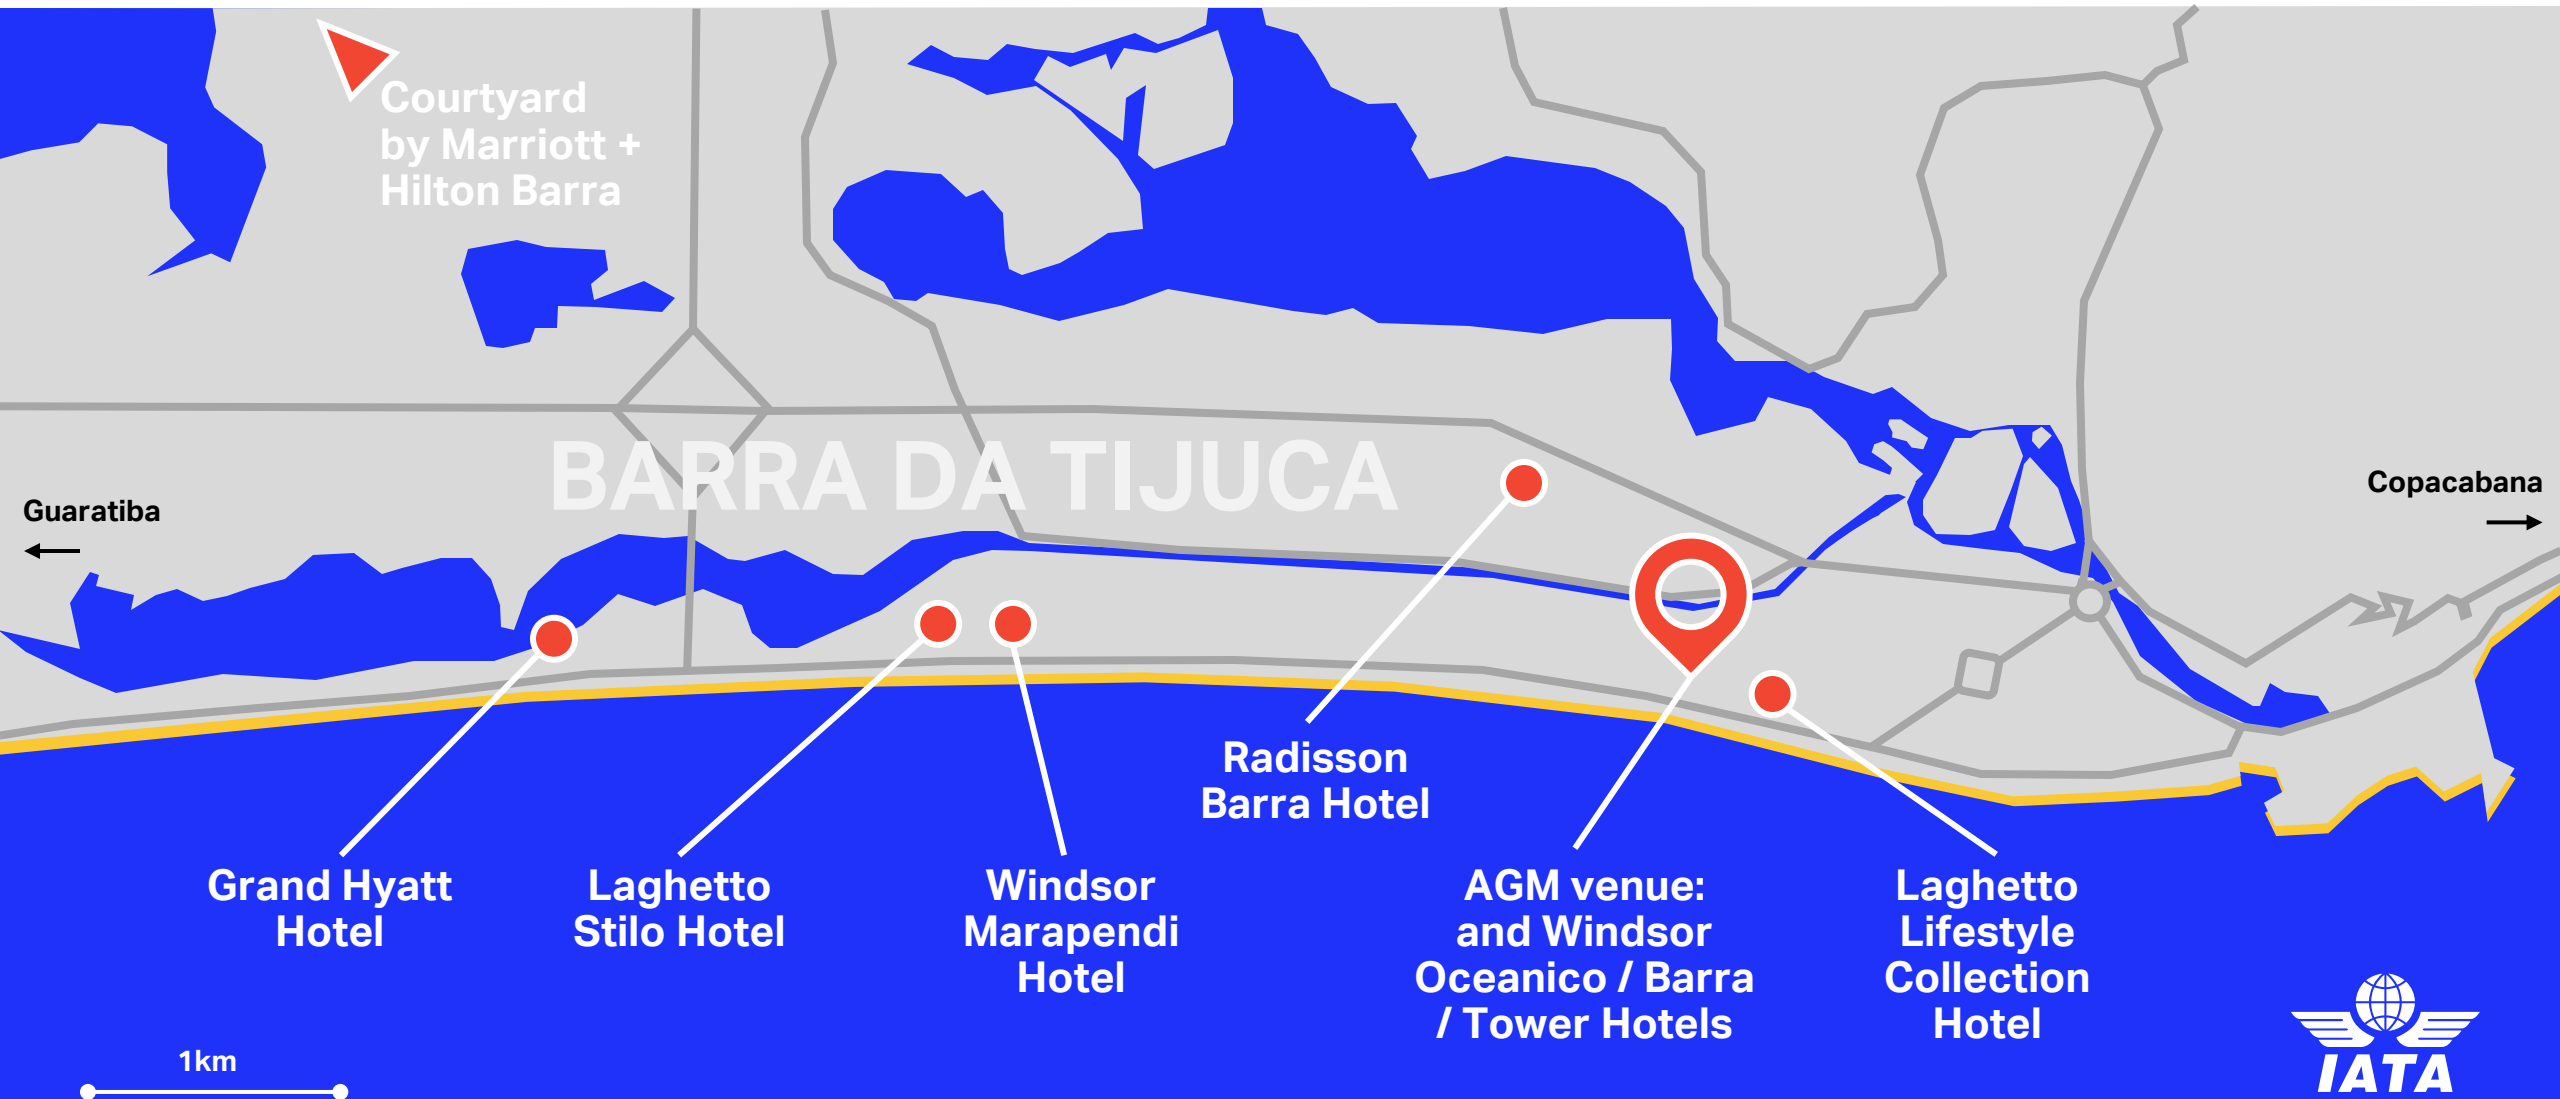 Courtyard
by Marriott +
Hilton Barra
BARRA DA TIJUCA
Guaratiba
Copacabana
Radisson
Barra Hotel
Grand Hyatt
Hotel
Laghetto
Stilo Hotel
Windsor
Marapendi
Hotel
AGM venue:
and Windsor
Oceanico / Barra
/ Tower Hotels
Laghetto
Lifestyle
Collection
Hotel
1km
IATA